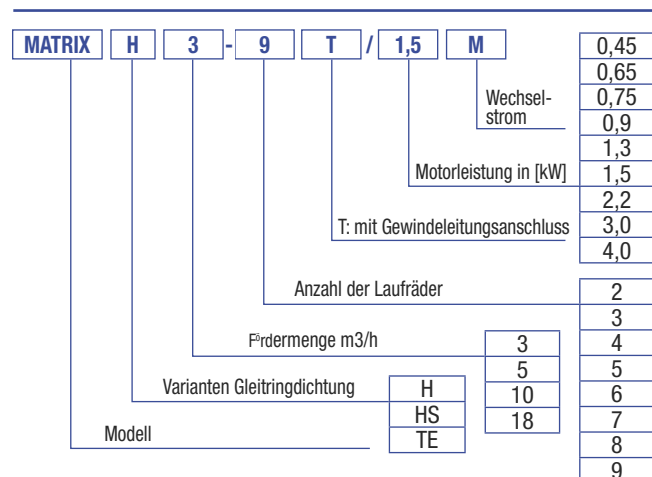 MATRIX H 3 - 9 T / 1,5 M
0,45
0,65
0,75
0,9
1,3
1,5
2,2
3,0
4,0
Wechsel-
strom
Motorleistung in [kW]
T: mit Gewindeleitungsanschluss
Anzahl der Laufräder
2
3
4
5
6
7
8
9
Fördermenge m3/h
3
5
10
18
Varianten Gleitringdichtung
H
HS
TE
Modell